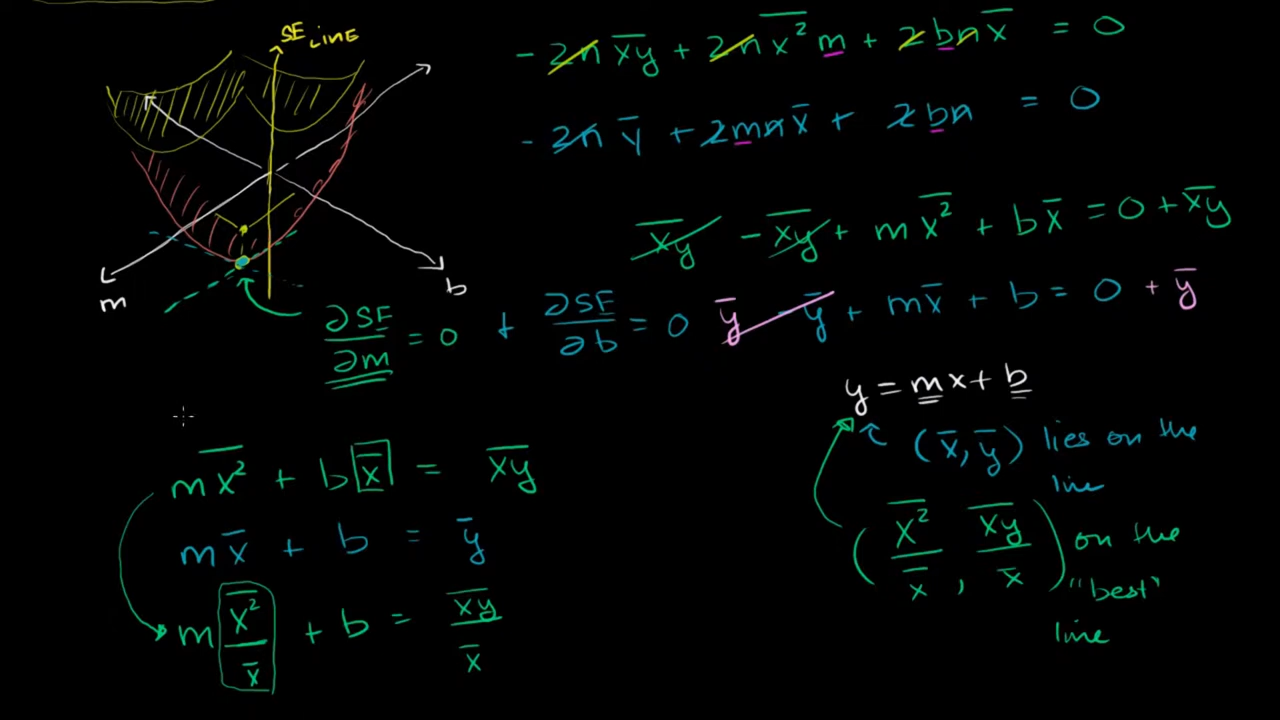 SE LINE
m
b
-2n x̅y̅ + 2n x̅²̅ m + 2bn x̅ = 0
-2n y̅ + 2mn x̅ + 2bn = 0
x̅y̅ - x̅y̅ + m x̅²̅ + b x̅ = 0 + x̅y̅
∂SE/∂m = 0 + ∂SE/∂b = 0
y̅ - y̅ + m x̅ + b = 0 + y̅
y = mx + b
(x̅, y̅) lies on the
line
(x̅²̅/x̅, x̅y̅/x̅) on the
"best"
line
m x̅²̅ + b x̅ = x̅y̅
m x̅ + b = y̅
m x̅²̅/x̅ + b = x̅y̅/x̅